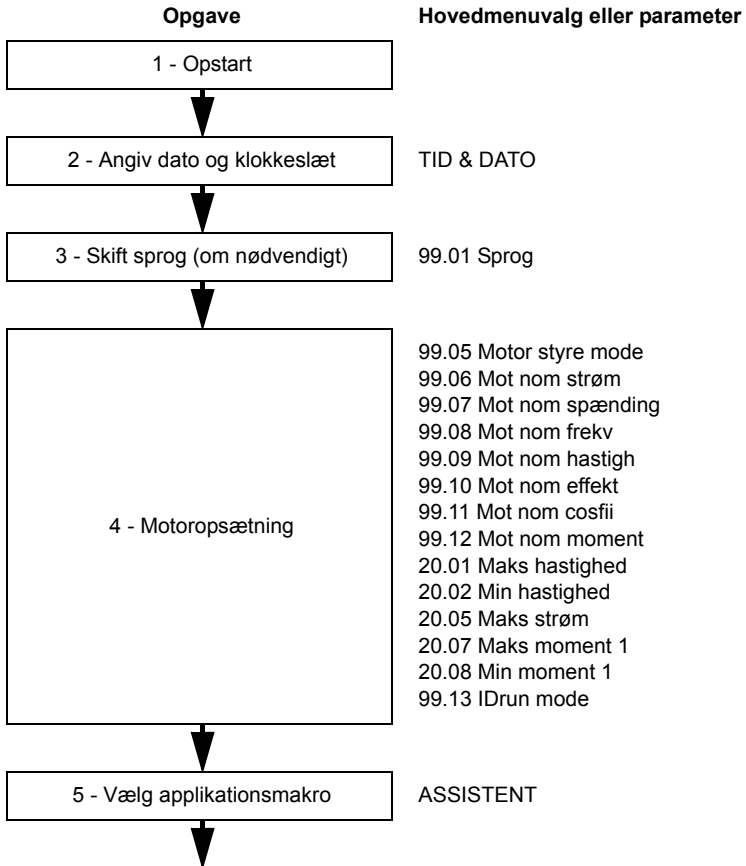 Opgave Hovedmenuvalg eller parameter
1 - Opstart
2 - Angiv dato og klokkeslæt TID & DATO
3 - Skift sprog (om nødvendigt) 99.01 Sprog
4 - Motoropsætning
99.05 Motor styre mode
99.06 Mot nom strøm
99.07 Mot nom spænding
99.08 Mot nom frekv
99.09 Mot nom hastigh
99.10 Mot nom effekt
99.11 Mot nom cosfii
99.12 Mot nom moment
20.01 Maks hastighed
20.02 Min hastighed
20.05 Maks strøm
20.07 Maks moment 1
20.08 Min moment 1
99.13 IDrun mode
5 - Vælg applikationsmakro ASSISTENT